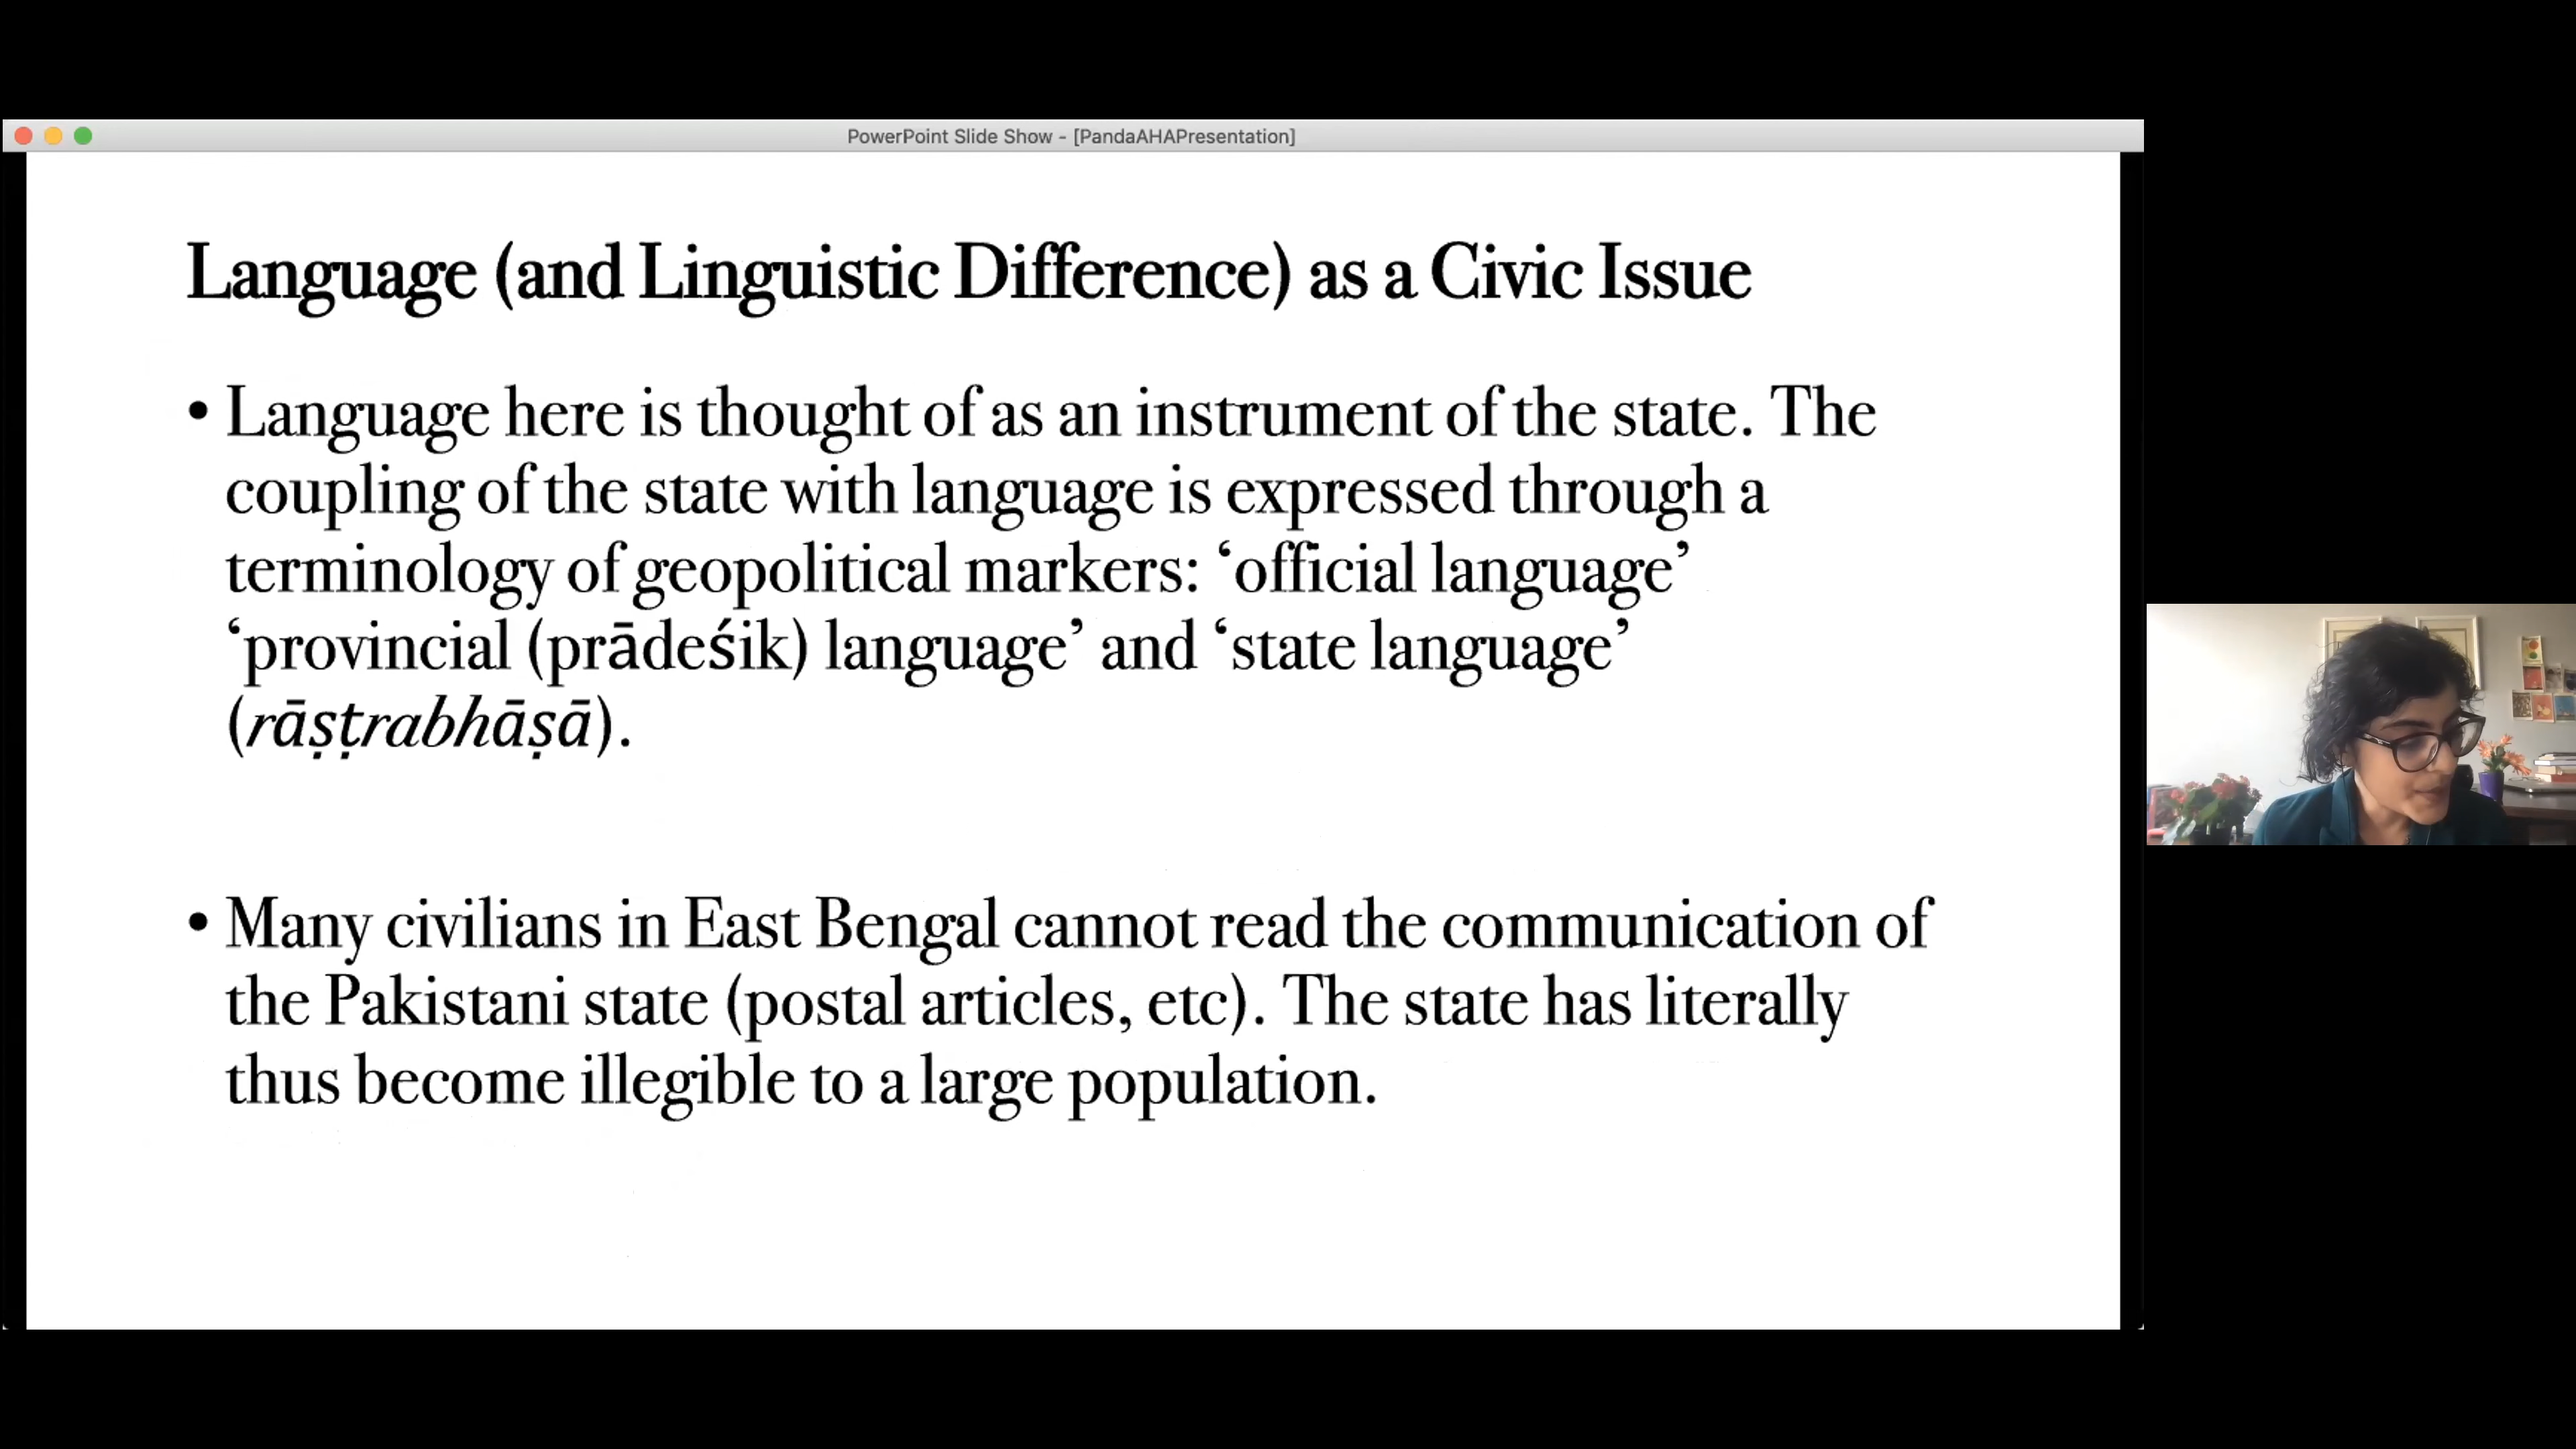 PowerPoint Slide Show - [PandaAHAPresentation]
Language (and Linguistic Difference) as a Civic Issue
• Language here is thought of as an instrument of the state. The
coupling of the state with language is expressed through a
terminology of geopolitical markers: ‘official language’
‘provincial (prādeśik) language’ and ‘state language’
(rāṣṭrabhāṣā).
• Many civilians in East Bengal cannot read the communication of
the Pakistani state (postal articles, etc). The state has literally
thus become illegible to a large population.